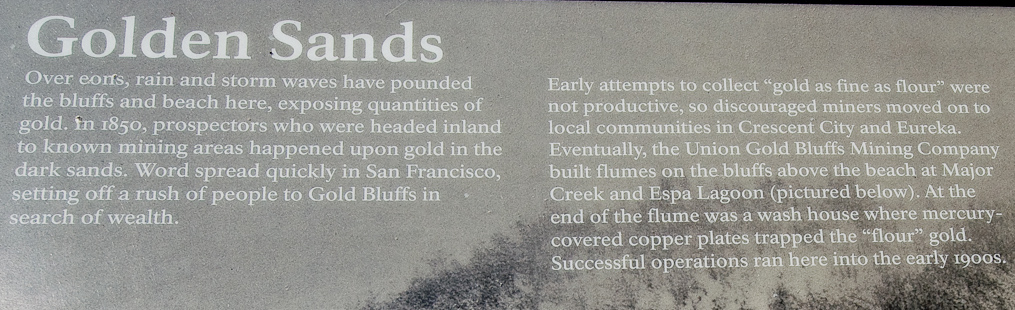 Golden Sands
Over eons, rain and storm waves have pounded
the bluffs and beach here, exposing quantities of
gold. In 1850, prospectors who were headed inland
to known mining areas happened upon gold in the
dark sands. Word spread quickly in San Francisco,
setting off a rush of people to Gold Bluffs in
search of wealth.
Early attempts to collect “gold as fine as flour” were
not productive, so discouraged miners moved on to
local communities in Crescent City and Eureka.
Eventually, the Union Gold Bluffs Mining Company
built flumes on the bluffs above the beach at Major
Creek and Espa Lagoon (pictured below). At the
end of the flume was a wash house where mercury-
covered copper plates trapped the “flour” gold.
Successful operations ran here into the early 1900s.